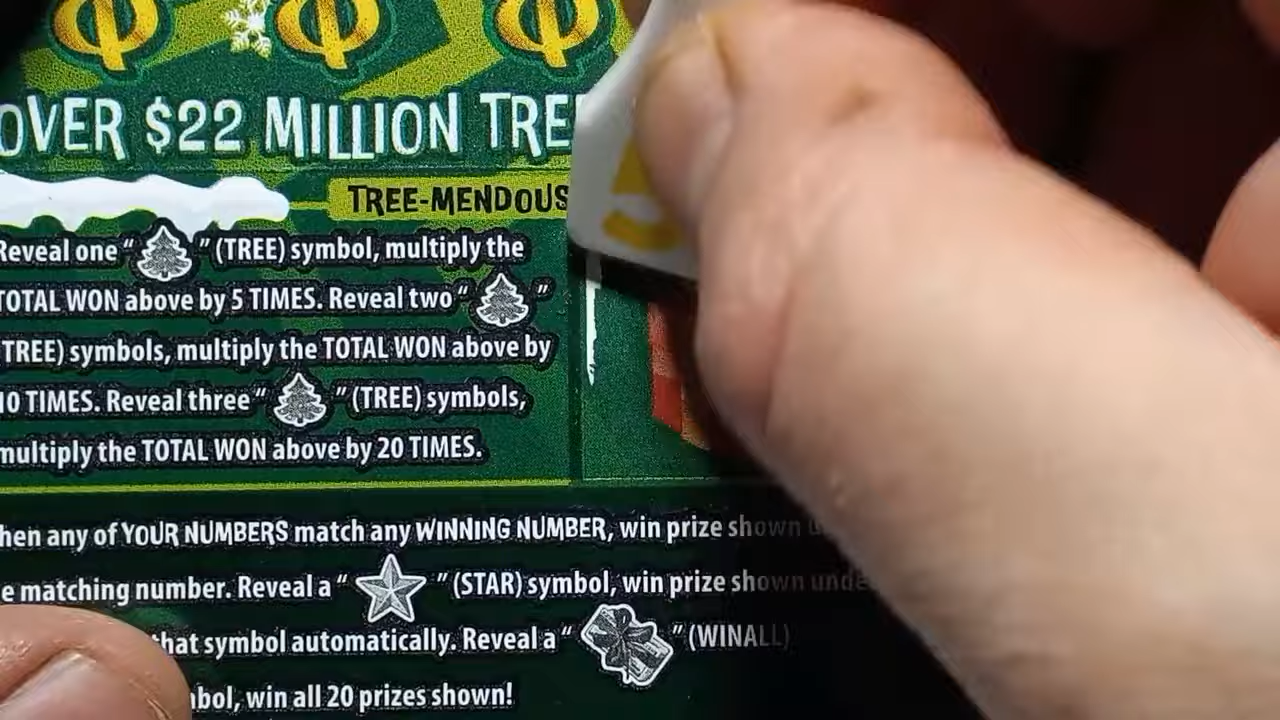 OVER $22 MILLION
TREE-MENDOUS
Reveal one " " (TREE) symbol, multiply the
TOTAL WON above by 5 TIMES. Reveal two " "
TREE) symbols, multiply the TOTAL WON above by
10 TIMES. Reveal three " " (TREE) symbols,
multiply the TOTAL WON above by 20 TIMES.
hen any of YOUR NUMBERS match any WINNING NUMBER, win prize shown
e matching number. Reveal a " " (STAR) symbol, win prize shown unde
that symbol automatically. Reveal a " " (WINALL)
mbol, win all 20 prizes shown!